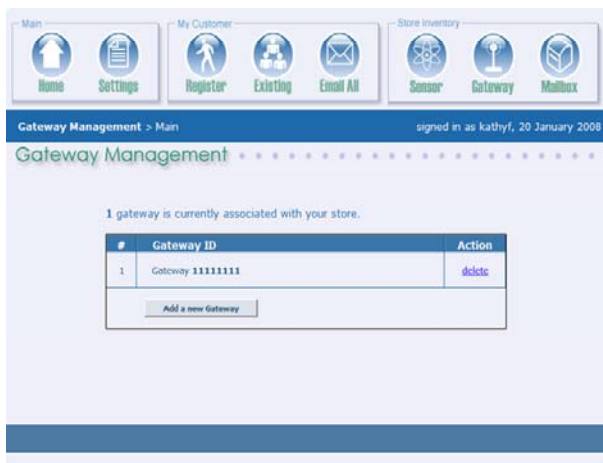 Main
My Customer
Store Inventory
Home
Settings
Register
Existing
Email All
Sensor
Gateway
Mailbox
Gateway Management > Main
signed in as kathyf, 20 January 2008
Gateway Management
1 gateway is currently associated with your store.
# Gateway ID Action
1 Gateway 11111111 delete
Add a new Gateway